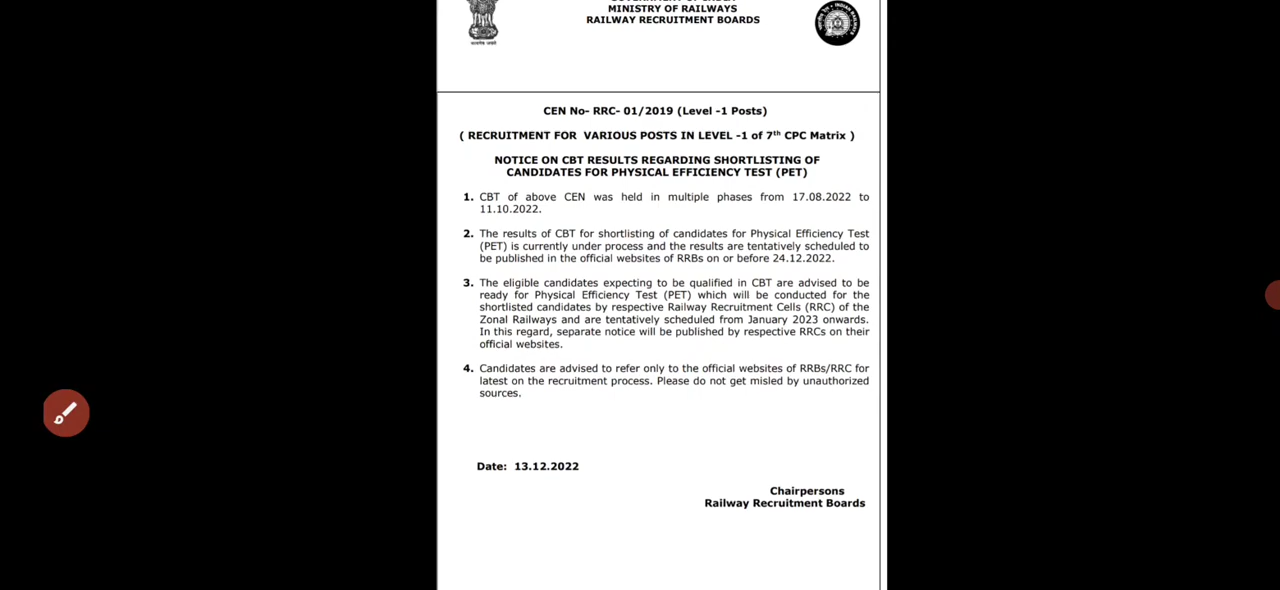 MINISTRY OF RAILWAYS
RAILWAY RECRUITMENT BOARDS
CEN No- RRC- 01/2019 (Level -1 Posts)
( RECRUITMENT FOR VARIOUS POSTS IN LEVEL -1 of 7th CPC Matrix )
NOTICE ON CBT RESULTS REGARDING SHORTLISTING OF
CANDIDATES FOR PHYSICAL EFFICIENCY TEST (PET)
1. CBT of above CEN was held in multiple phases from 17.08.2022 to
11.10.2022.
2. The results of CBT for shortlisting of candidates for Physical Efficiency Test
(PET) is currently under process and the results are tentatively scheduled to
be published in the official websites of RRBs on or before 24.12.2022.
3. The eligible candidates expecting to be qualified in CBT are advised to be
ready for Physical Efficiency Test (PET) which will be conducted for the
shortlisted candidates by respective Railway Recruitment Cells (RRC) of the
Zonal Railways and are tentatively scheduled from January 2023 onwards.
In this regard, separate notice will be published by respective RRCs on their
official websites.
4. Candidates are advised to refer only to the official websites of RRBs/RRC for
latest on the recruitment process. Please do not get misled by unauthorized
sources.
Date: 13.12.2022
Chairpersons
Railway Recruitment Boards